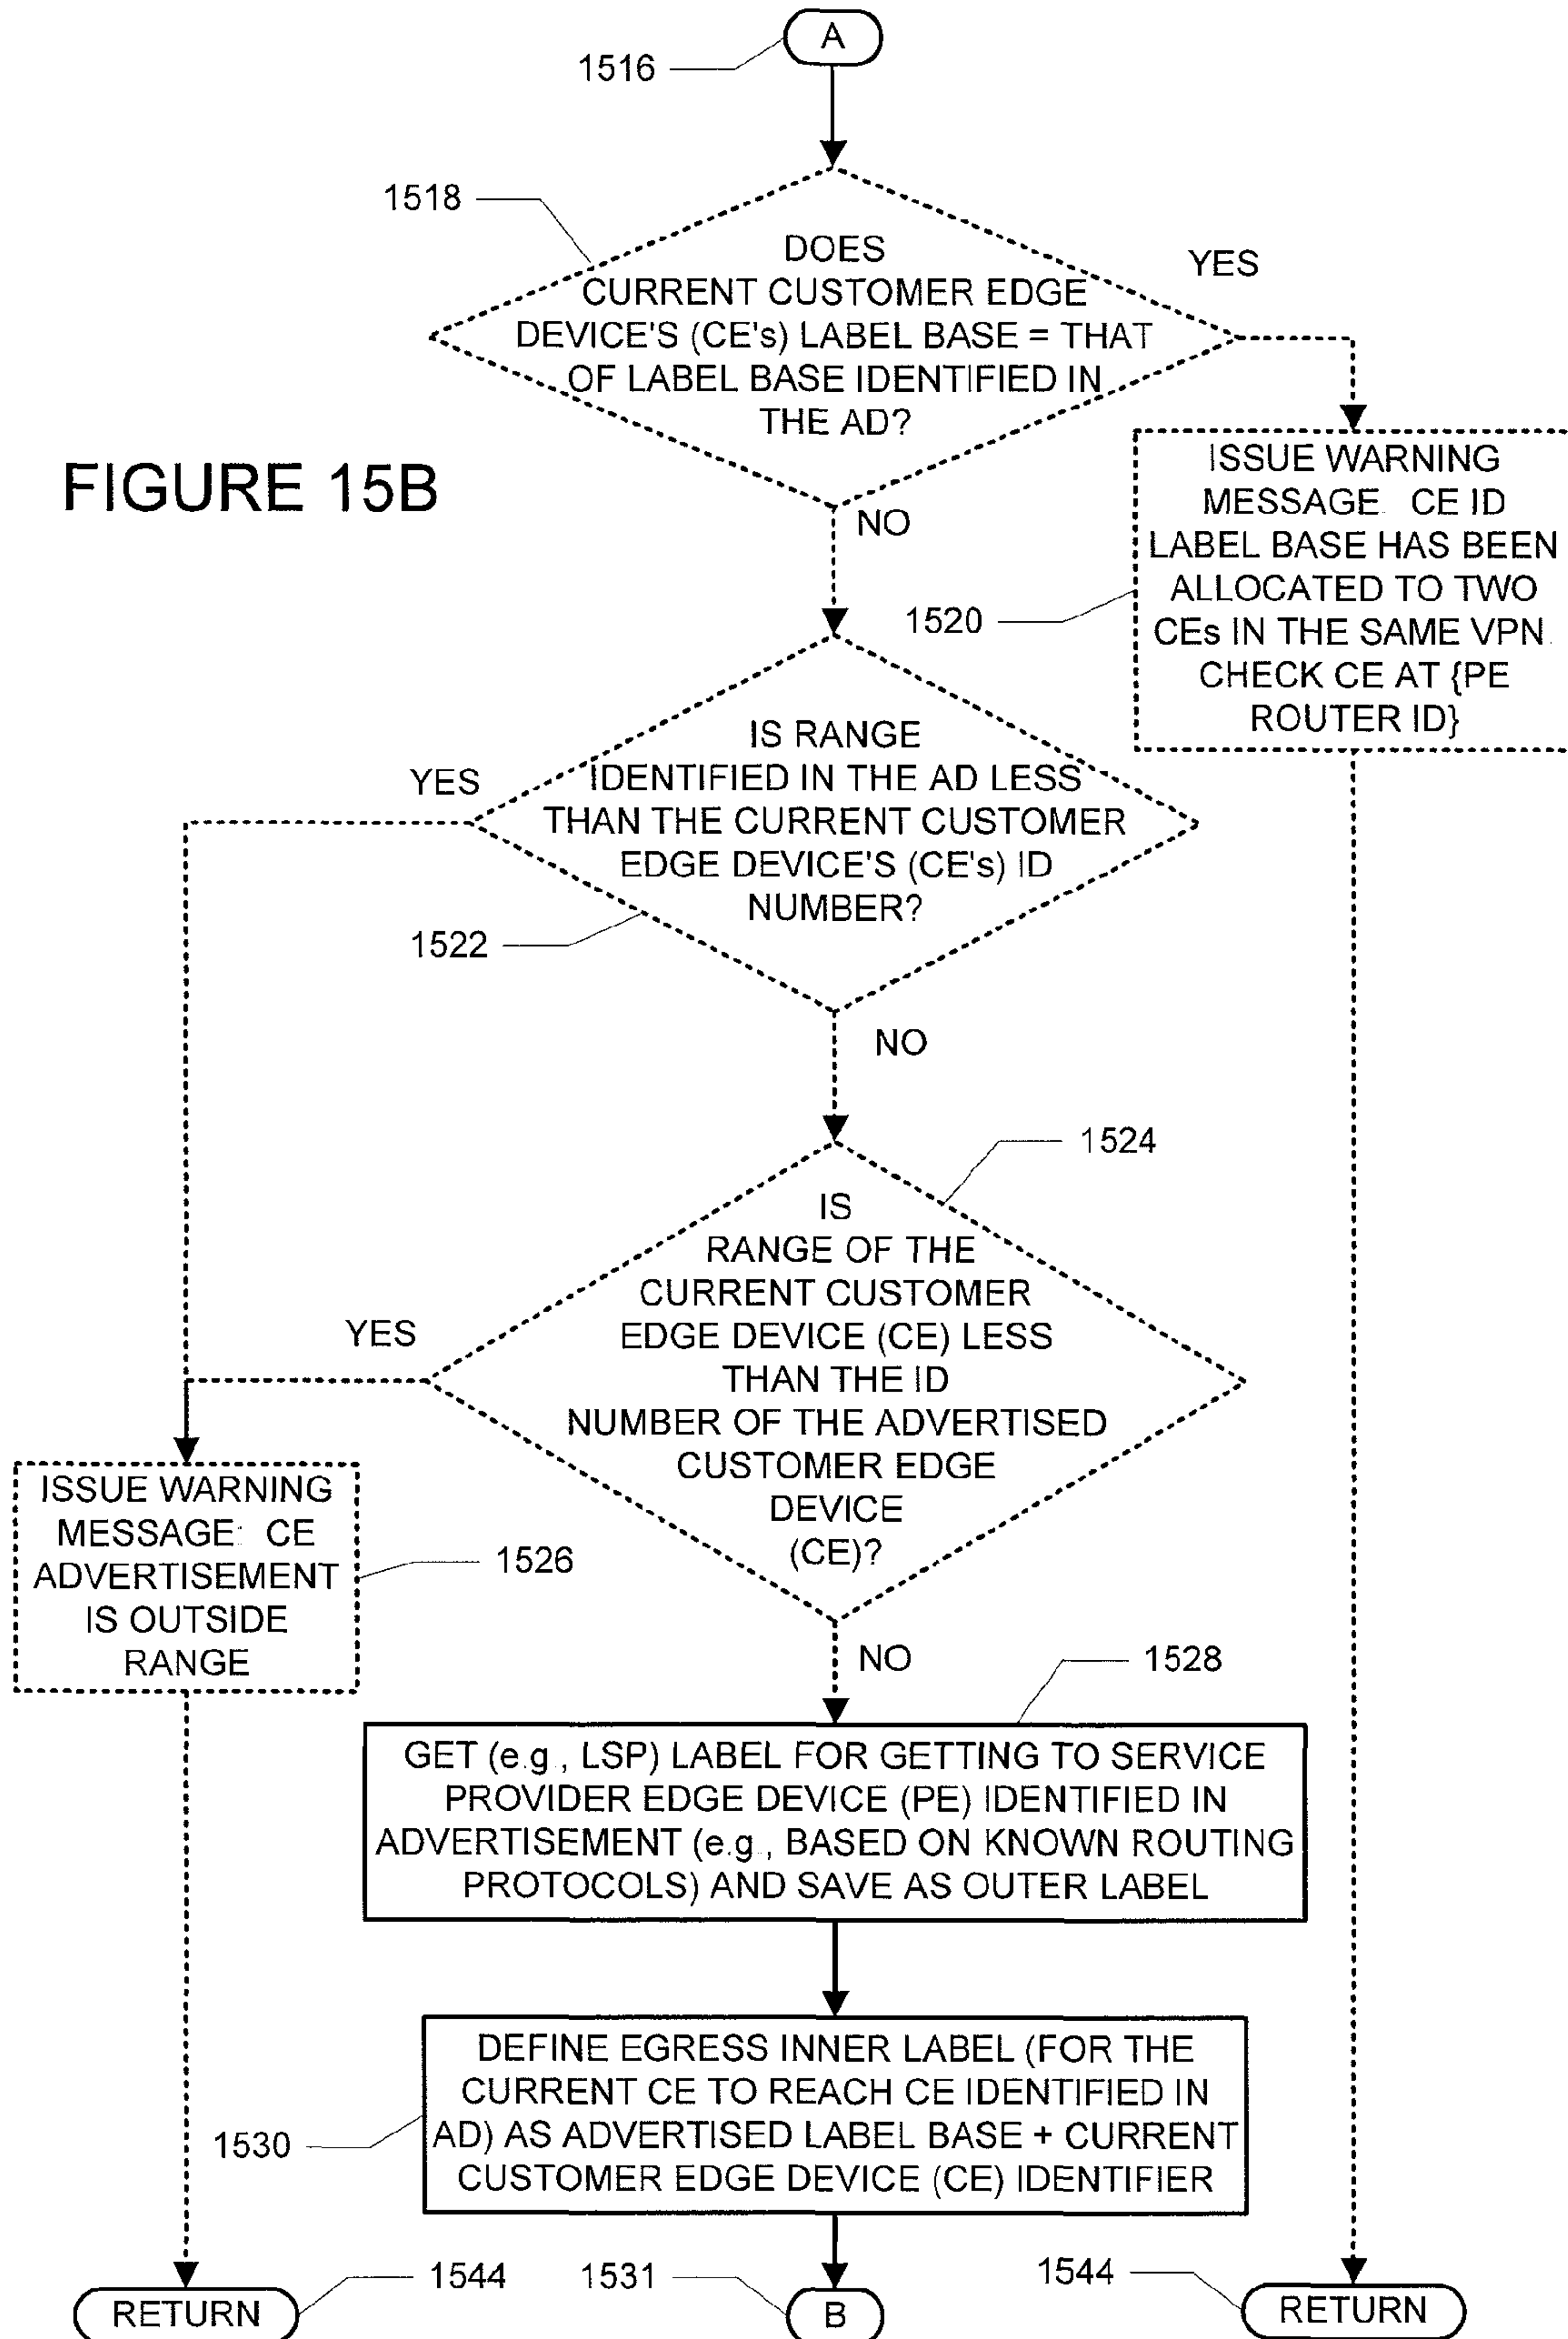 A
1516
1518
DOES
CURRENT CUSTOMER EDGE
DEVICE'S (CE's) LABEL BASE = THAT
OF LABEL BASE IDENTIFIED IN
THE AD?
YES
FIGURE 15B
NO
1520
ISSUE WARNING
MESSAGE: CE ID
LABEL BASE HAS BEEN
ALLOCATED TO TWO
CEs IN THE SAME VPN.
CHECK CE AT {PE
ROUTER ID}
YES
IS RANGE
IDENTIFIED IN THE AD LESS
THAN THE CURRENT CUSTOMER
EDGE DEVICE'S (CE's) ID
NUMBER?
1522
NO
1524
IS
RANGE OF THE
CURRENT CUSTOMER
EDGE DEVICE (CE) LESS
THAN THE ID
NUMBER OF THE ADVERTISED
CUSTOMER EDGE
DEVICE
(CE)?
YES
ISSUE WARNING
MESSAGE: CE
ADVERTISEMENT
IS OUTSIDE
RANGE
1526
NO
1528
GET (e.g., LSP) LABEL FOR GETTING TO SERVICE
PROVIDER EDGE DEVICE (PE) IDENTIFIED IN
ADVERTISEMENT (e.g., BASED ON KNOWN ROUTING
PROTOCOLS) AND SAVE AS OUTER LABEL
DEFINE EGRESS INNER LABEL (FOR THE
CURRENT CE TO REACH CE IDENTIFIED IN
AD) AS ADVERTISED LABEL BASE + CURRENT
CUSTOMER EDGE DEVICE (CE) IDENTIFIER
1530
RETURN
1544
1531
B
1544
RETURN